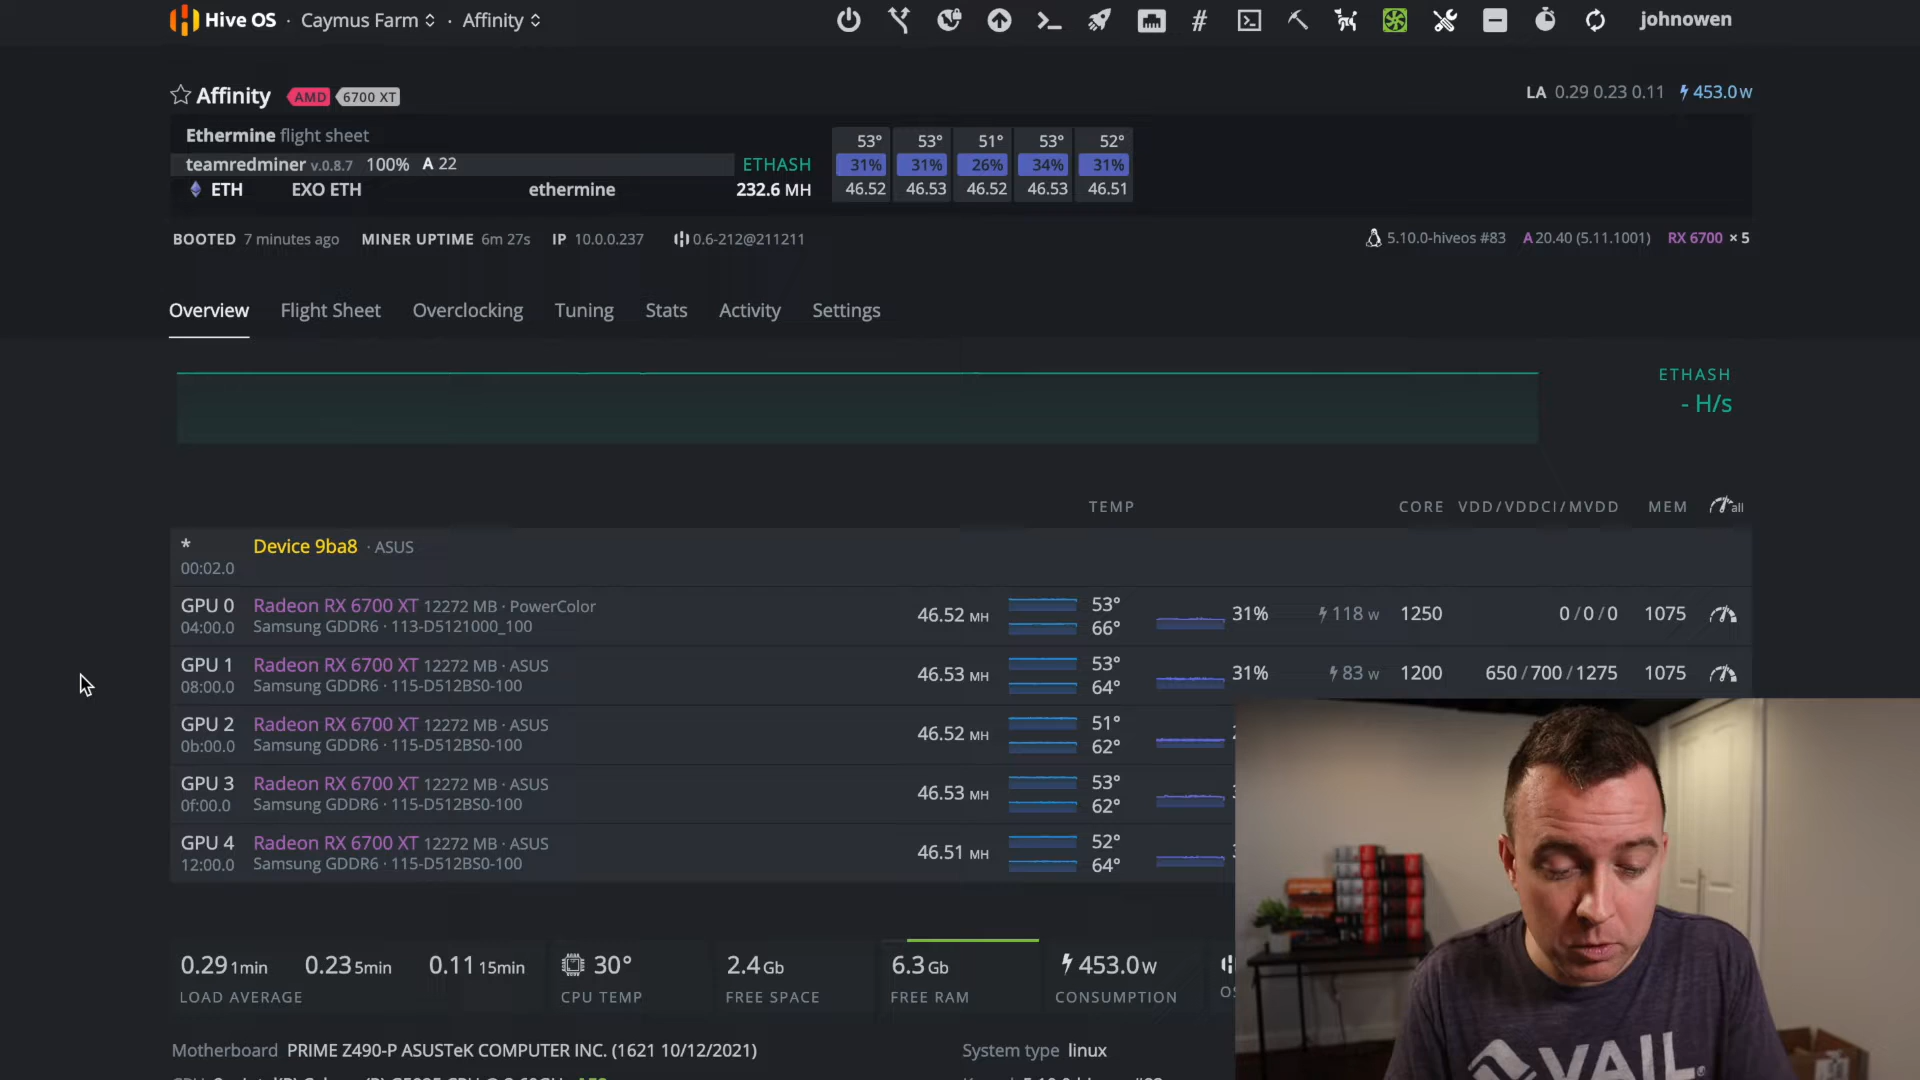 Hive OS · Caymus Farm · Affinity
johnowen
Affinity AMD 6700 XT
LA 0.29 0.23 0.11 453.0 W
Ethermine flight sheet
teamredminer v.0.8.7 100% A 22 ETHASH
ETH EXO ETH ethermine 232.6 MH
53° 53° 51° 53° 52°
31% 31% 26% 34% 31%
46.52 46.53 46.52 46.53 46.51
BOOTED 7 minutes ago MINER UPTIME 6m 27s IP 10.0.0.237 0.6-212@211211
5.10.0-hiveos #83 A 20.40 (5.11.1001) RX 6700 × 5
Overview Flight Sheet Overclocking Tuning Stats Activity Settings
ETHASH
- H/s
TEMP CORE VDD/VDDCI/MVDD MEM all
* Device 9ba8 · ASUS
00:02.0
GPU 0 Radeon RX 6700 XT 12272 MB · PowerColor
04:00.0 Samsung GDDR6 · 113-D5121000_100
46.52 MH 53° 66° 31% 118 W 1250 0/0/0 1075
GPU 1 Radeon RX 6700 XT 12272 MB · ASUS
08:00.0 Samsung GDDR6 · 115-D512BS0-100
46.53 MH 53° 64° 31% 83 W 1200 650/700/1275 1075
GPU 2 Radeon RX 6700 XT 12272 MB · ASUS
0b:00.0 Samsung GDDR6 · 115-D512BS0-100
46.52 MH 51° 62°
GPU 3 Radeon RX 6700 XT 12272 MB · ASUS
0f:00.0 Samsung GDDR6 · 115-D512BS0-100
46.53 MH 53° 62°
GPU 4 Radeon RX 6700 XT 12272 MB · ASUS
12:00.0 Samsung GDDR6 · 115-D512BS0-100
46.51 MH 52° 64°
0.29 1min 0.23 5min 0.11 15min 30° 2.4 Gb 6.3 Gb 453.0 W
LOAD AVERAGE CPU TEMP FREE SPACE FREE RAM CONSUMPTION
Motherboard PRIME Z490-P ASUSTeK COMPUTER INC. (1621 10/12/2021)
System type linux
VAIL